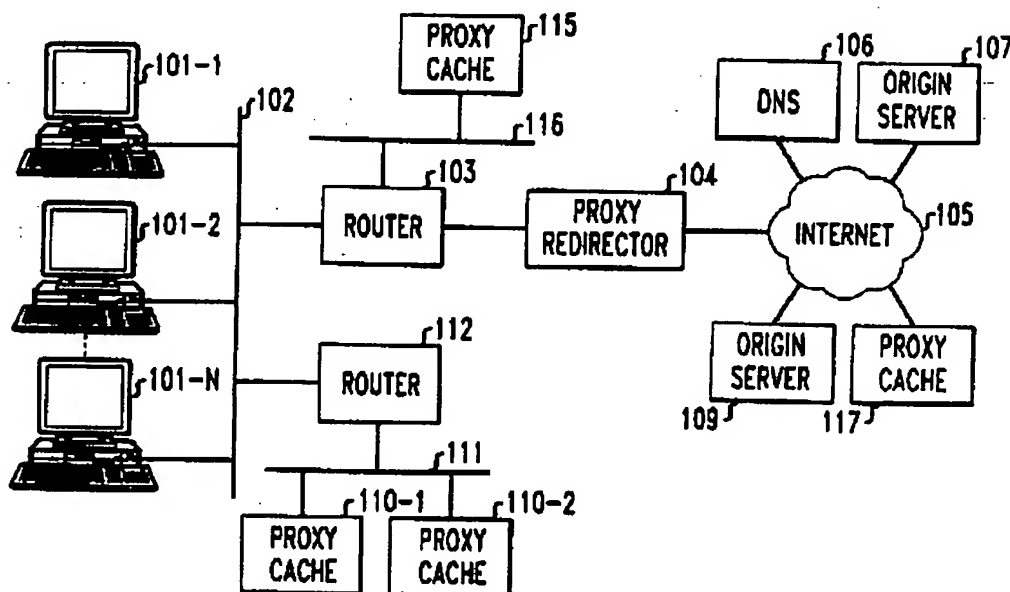 101-1
102
PROXY
CACHE
115
116
106
DNS
107
ORIGIN
SERVER
101-2
103
ROUTER
104
PROXY
REDIRECTOR
INTERNET
105
101-N
112
ROUTER
ORIGIN
SERVER
109
PROXY
CACHE
117
111
110-1
PROXY
CACHE
110-2
PROXY
CACHE